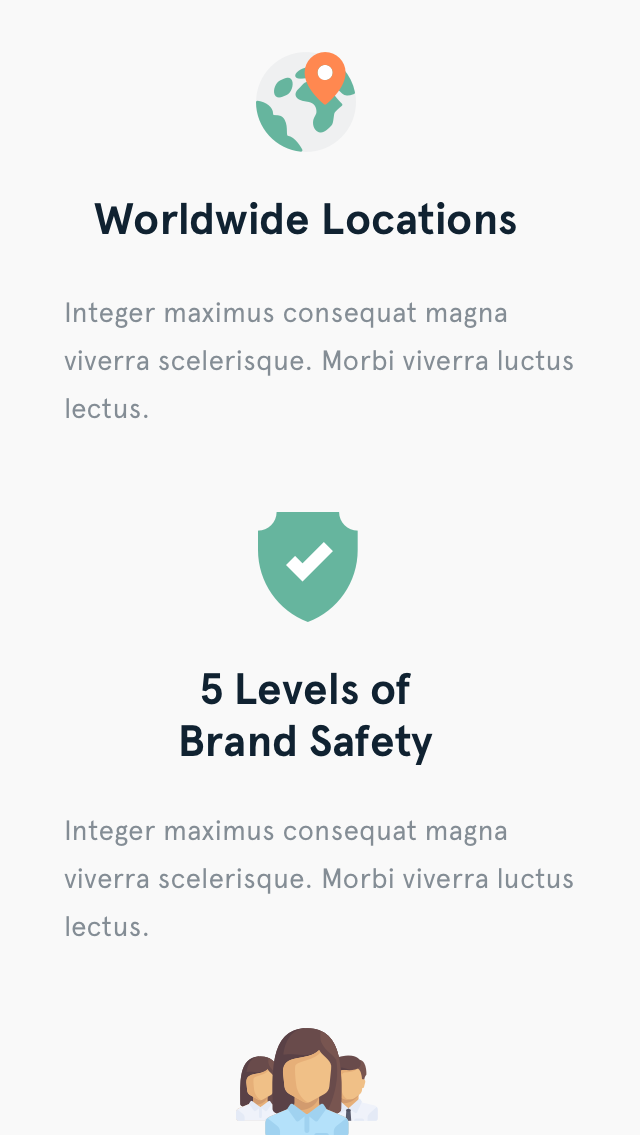 Worldwide Locations
Integer maximus consequat magna
viverra scelerisque. Morbi viverra luctus
lectus.
5 Levels of
Brand Safety
Integer maximus consequat magna
viverra scelerisque. Morbi viverra luctus
lectus.